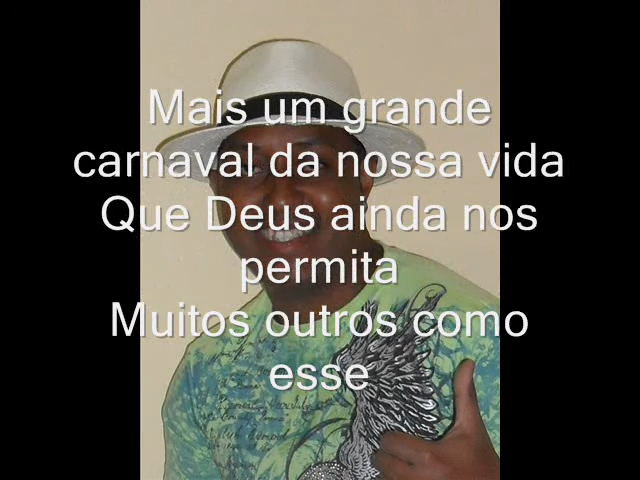 Mais um grande
carnaval da nossa vida
Que Deus ainda nos
permita
Muitos outros como
esse